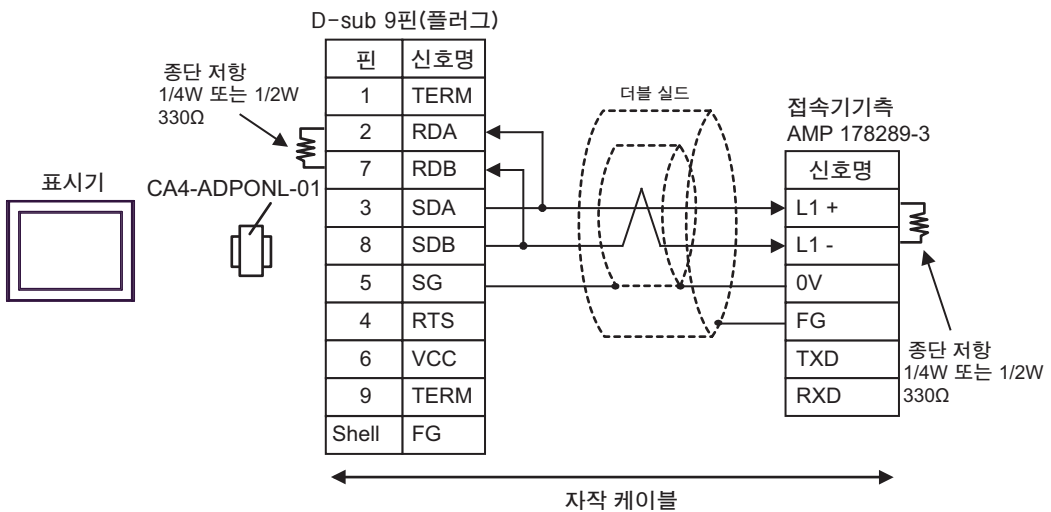 D-sub 9핀(플러그)
핀 신호명
1 TERM
2 RDA
7 RDB
3 SDA
8 SDB
5 SG
4 RTS
6 VCC
9 TERM
Shell FG
종단 저항
1/4W 또는 1/2W
330Ω
표시기
CA4-ADPONL-01
더블 실드
접속기기측
AMP 178289-3
신호명
L1 +
L1 -
0V
FG
TXD
RXD
종단 저항
1/4W 또는 1/2W
330Ω
자작 케이블